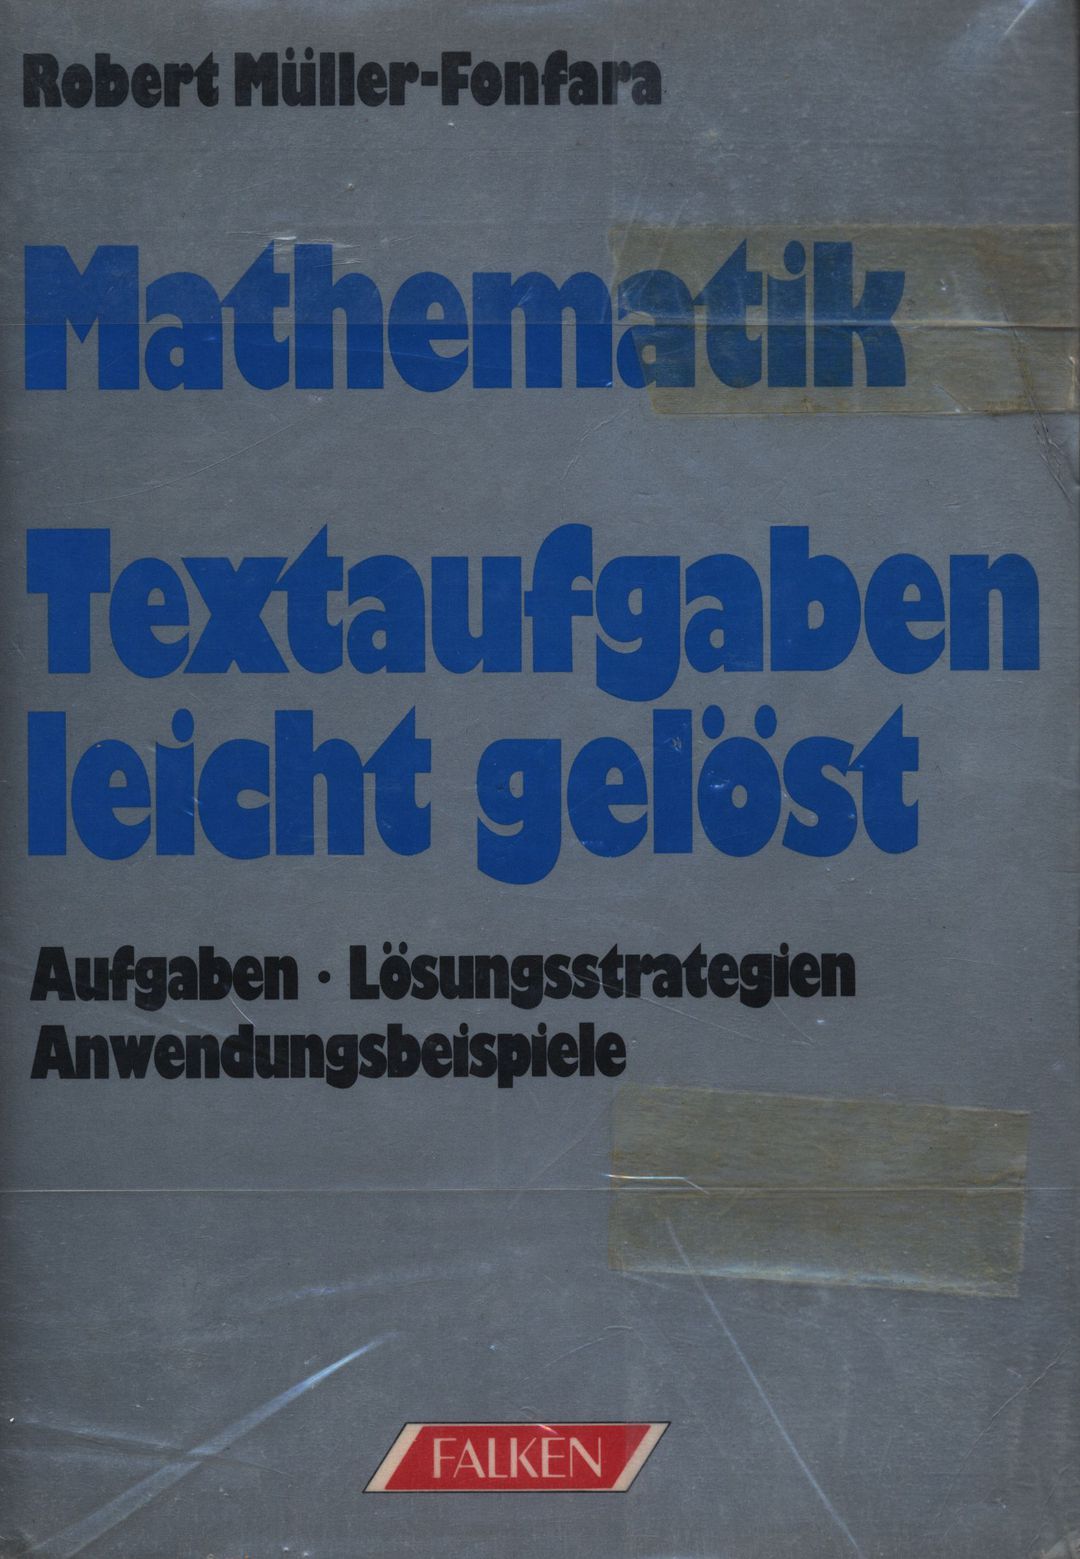 Robert Müller-Fonfara
Mathematik
Textaufgaben
leicht gelöst
Aufgaben · Lösungsstrategien
Anwendungsbeispiele
FALKEN